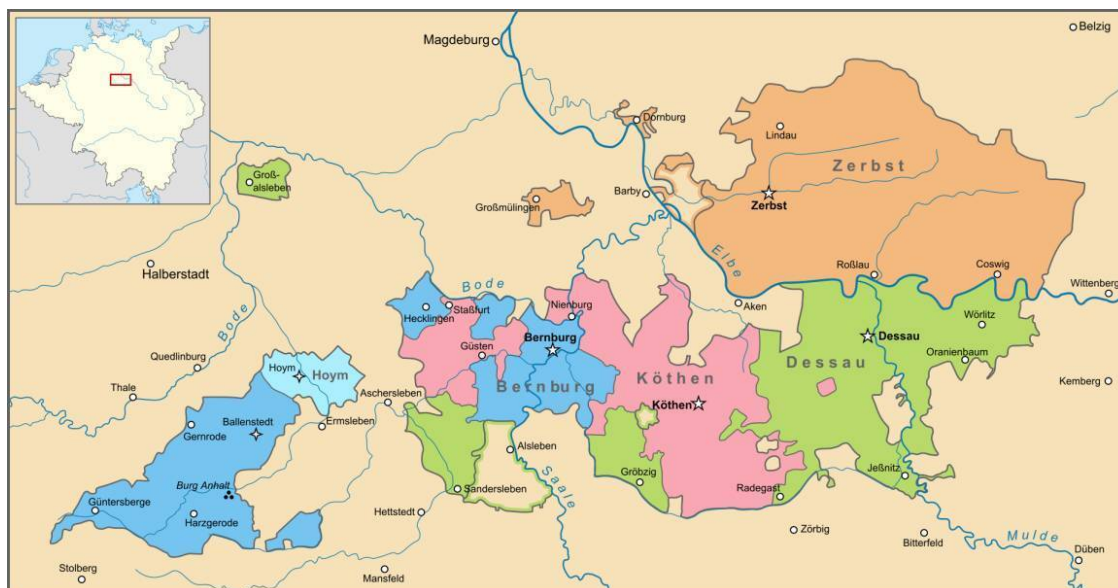 Magdeburg
Belzig
Dornburg
Lindau
Zerbst
Groß-
alsleben
Barby
Zerbst
Großmülingen
Elbe
Halberstadt
Roßlau
Coswig
Bode
Wittenberg
Bode
Hecklingen
Staßfurt
Nienburg
Aken
Wörlitz
Bernburg
Dessau
Quedlinburg
Güsten
Oranienbaum
Hoym
Hoym
Dessau
Bernburg
Köthen
Kemberg
Thale
Aschersleben
Köthen
Ballenstedt
Ermsleben
Gernrode
Alsleben
Saale
Gröbzig
Jeßnitz
Burg Anhalt
Sandersleben
Radegast
Güntersberge
Harzgerode
Hettstedt
Zörbig
Bitterfeld
Mulde
Düben
Stolberg
Mansfeld